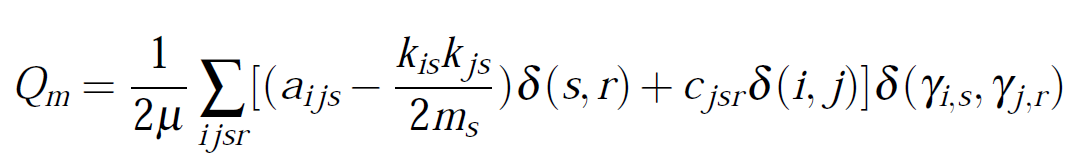 Q_m = \frac{1}{2\mu} \sum_{ijsr} [(a_{ijs} - \frac{k_{is}k_{js}}{2m_s})\delta(s,r) + c_{jsr}\delta(i,j)]\delta(\gamma_{i,s}, \gamma_{j,r})